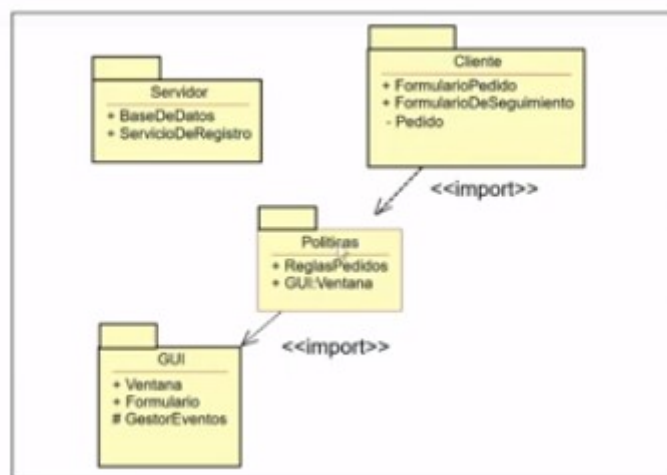 Servidor
+ BaseDeDatos
+ ServicioDeRegistro
Cliente
+ FormularioPedido
+ FormularioDeSeguimiento
- Pedido
<<import>>
Politicas
+ ReglasPedidos
+ GUI:Ventana
<<import>>
GUI
+ Ventana
+ Formulario
# GestorEventos